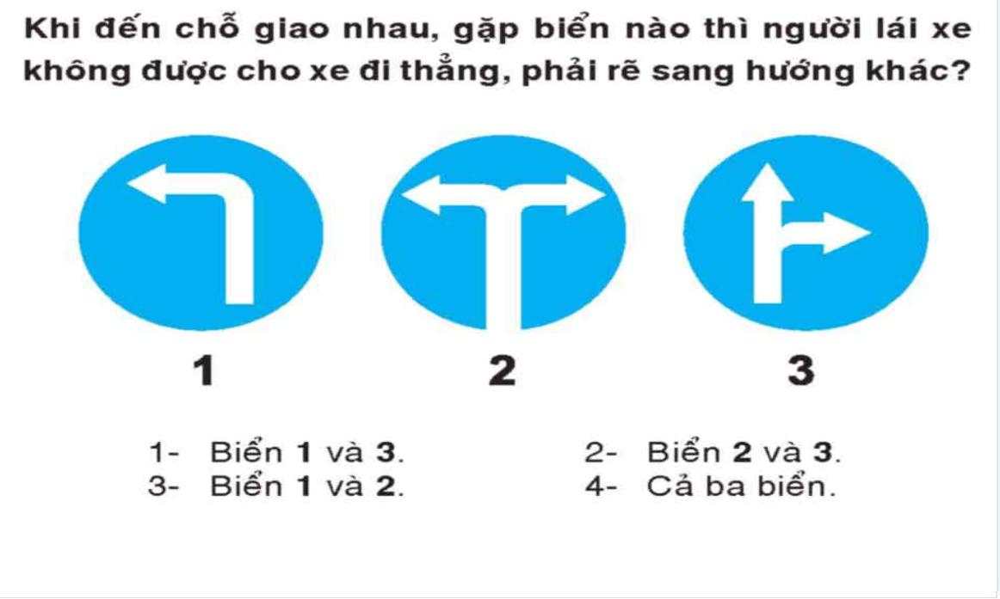 Khi đến chỗ giao nhau, gặp biển nào thì người lái xe
không được cho xe đi thẳng, phải rẽ sang hướng khác?
1 2 3
1- Biển 1 và 3. 2- Biển 2 và 3.
3- Biển 1 và 2. 4- Cả ba biển.